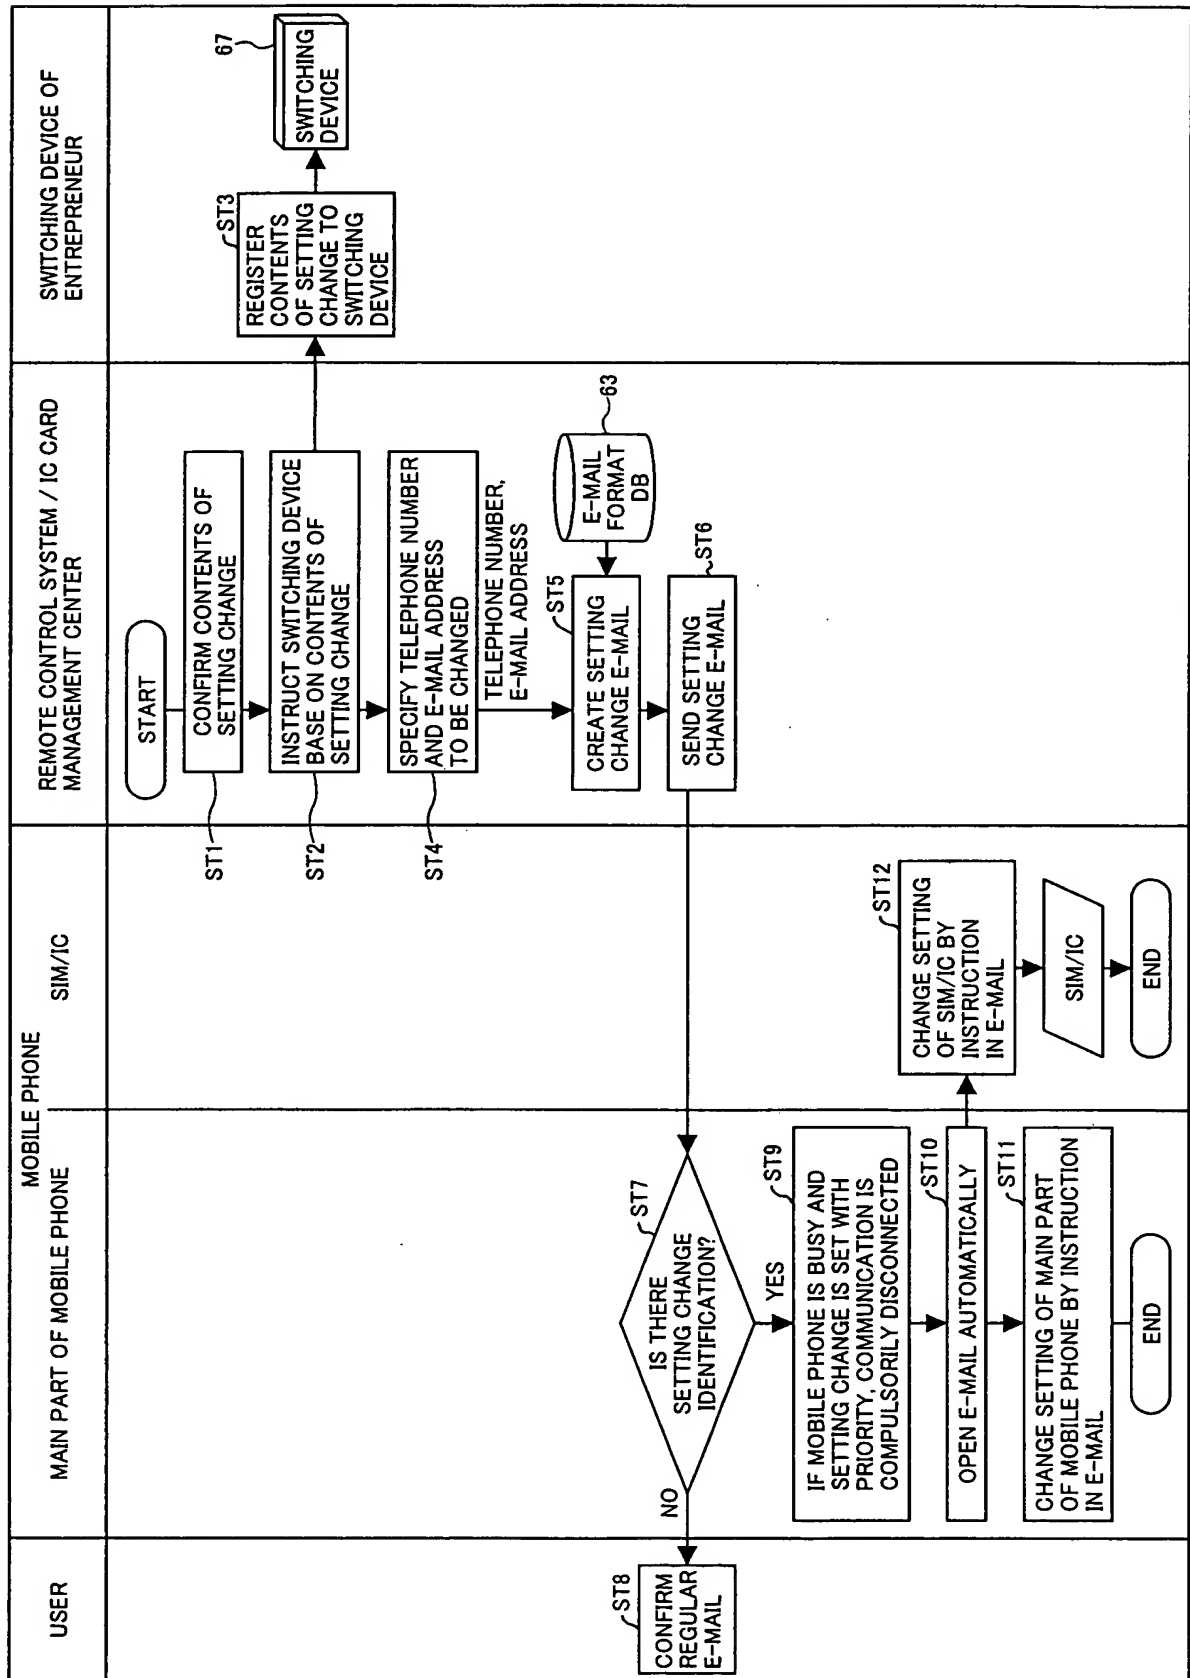 USER
MOBILE PHONE
MAIN PART OF MOBILE PHONE
SIM/IC
REMOTE CONTROL SYSTEM / IC CARD
MANAGEMENT CENTER
SWITCHING DEVICE OF
ENTREPRENEUR
START
ST1
CONFIRM CONTENTS OF
SETTING CHANGE
ST2
INSTRUCT SWITCHING DEVICE
BASE ON CONTENTS OF
SETTING CHANGE
ST3
REGISTER
CONTENTS
OF SETTING
CHANGE TO
SWITCHING
DEVICE
67
SWITCHING
DEVICE
ST4
SPECIFY TELEPHONE NUMBER
AND E-MAIL ADDRESS
TO BE CHANGED
TELEPHONE NUMBER,
E-MAIL ADDRESS
ST5
CREATE SETTING
CHANGE E-MAIL
63
E-MAIL
FORMAT
DB
ST6
SEND SETTING
CHANGE E-MAIL
ST7
IS THERE
SETTING CHANGE
IDENTIFICATION?
NO
YES
ST8
CONFIRM
REGULAR
E-MAIL
ST9
IF MOBILE PHONE IS BUSY AND
SETTING CHANGE IS SET WITH
PRIORITY, COMMUNICATION IS
COMPULSORILY DISCONNECTED
ST10
OPEN E-MAIL AUTOMATICALLY
ST11
CHANGE SETTING OF MAIN PART
OF MOBILE PHONE BY INSTRUCTION
IN E-MAIL
END
ST12
CHANGE SETTING
OF SIM/IC BY
INSTRUCTION
IN E-MAIL
SIM/IC
END